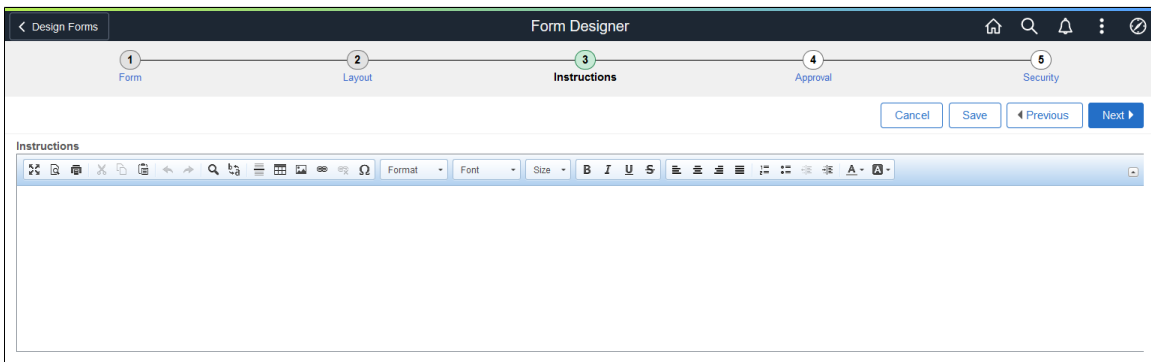 Design Forms
Form Designer
1
2
3
4
5
Form
Layout
Instructions
Approval
Security
Cancel
Save
Previous
Next
Instructions
Format
Font
Size
B I U S
A
A